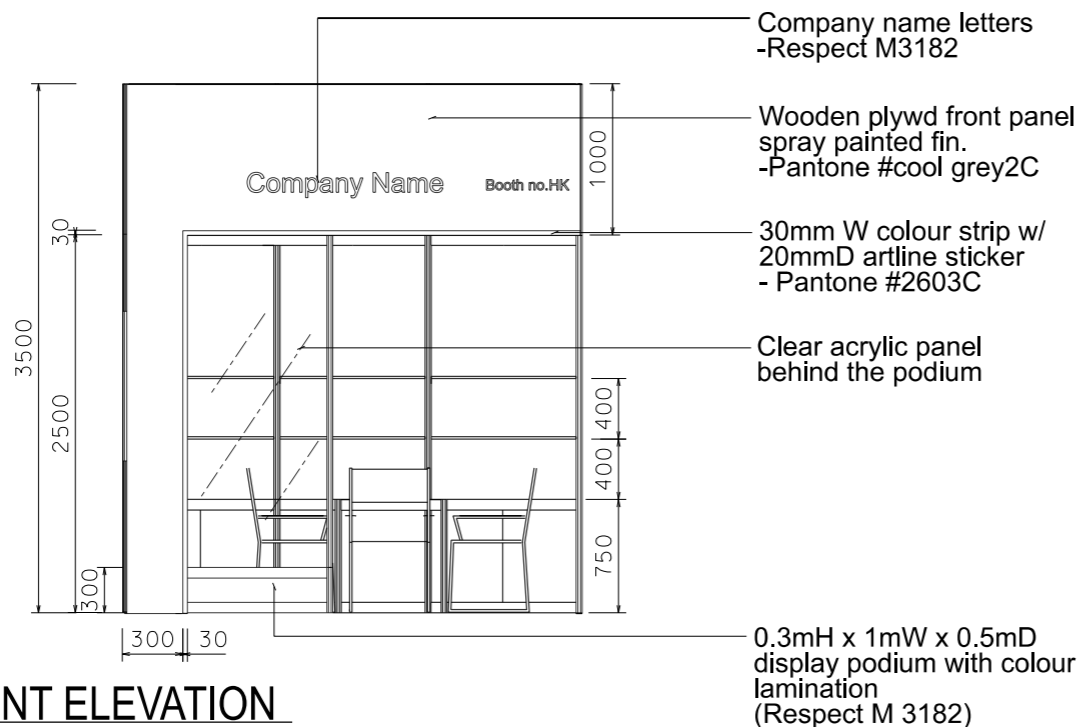 Company name letters
-Respect M3182
Wooden plywd front panel
spray painted fin.
-Pantone #cool grey2C
1000
Company Name
Booth no.HK
30
30mm W colour strip w/
20mmD artline sticker
- Pantone #2603C
3500
Clear acrylic panel
behind the podium
2500
400
400
750
300
300
30
0.3mH x 1mW x 0.5mD
display podium with colour
lamination
(Respect M 3182)
NT ELEVATION